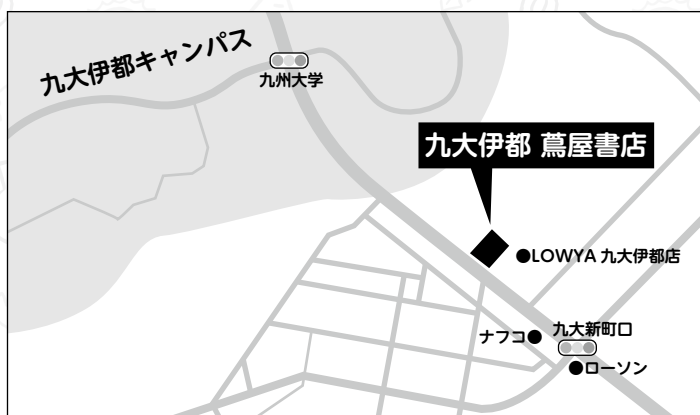 九大伊都キャンパス
九州大学
九大伊都 蔦屋書店
●LOWYA 九大伊都店
ナフコ●
九大新町口
●ローソン